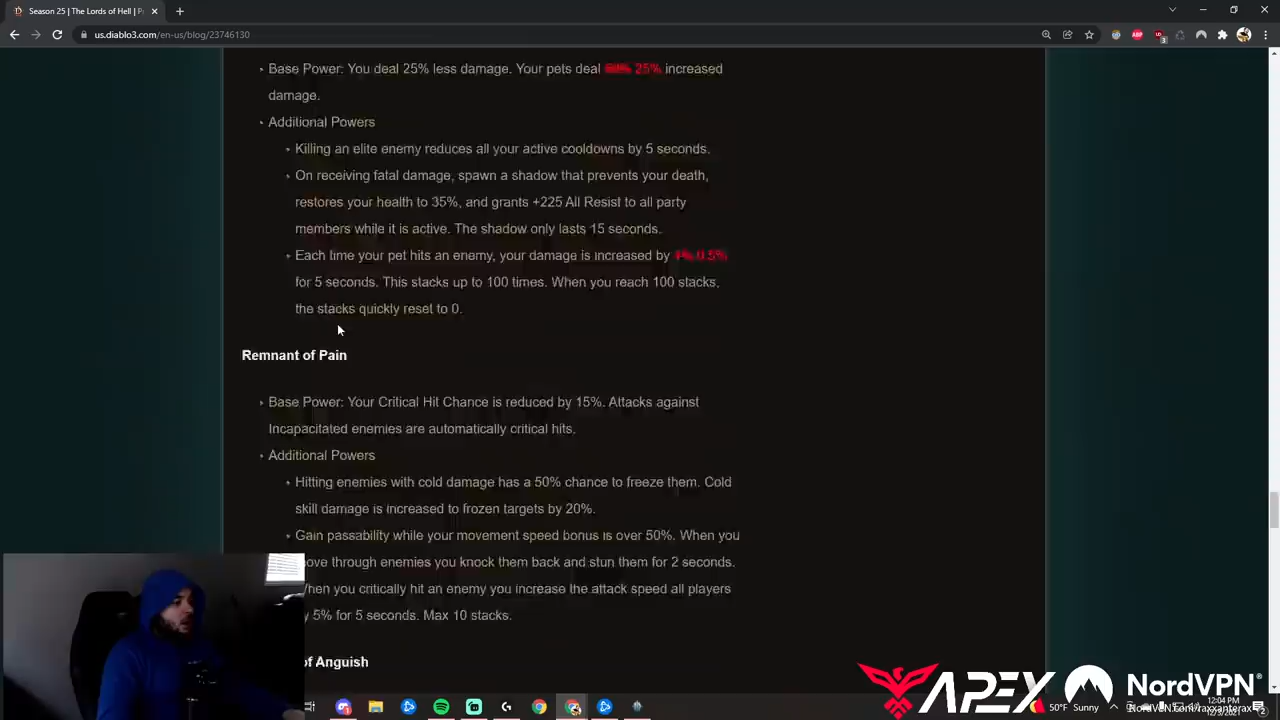 Season 25 | The Lords of Hell | P
us.diablo3.com/en-us/blog/23746130
Base Power: You deal 25% less damage. Your pets deal 50% 25% increased
damage.
Additional Powers
Killing an elite enemy reduces all your active cooldowns by 5 seconds.
On receiving fatal damage, spawn a shadow that prevents your death,
restores your health to 35%, and grants +225 All Resist to all party
members while it is active. The shadow only lasts 15 seconds.
Each time your pet hits an enemy, your damage is increased by 1% 0.5%
for 5 seconds. This stacks up to 100 times. When you reach 100 stacks,
the stacks quickly reset to 0.
Remnant of Pain
Base Power: Your Critical Hit Chance is reduced by 15%. Attacks against
Incapacitated enemies are automatically critical hits.
Additional Powers
Hitting enemies with cold damage has a 50% chance to freeze them. Cold
skill damage is increased to frozen targets by 20%.
Gain passability while your movement speed bonus is over 50%. When you
ove through enemies you knock them back and stun them for 2 seconds.
hen you critically hit an enemy you increase the attack speed all players
y 5% for 5 seconds. Max 10 stacks.
of Anguish
APEX
NordVPN®
50°F Sunny
12:04 PM